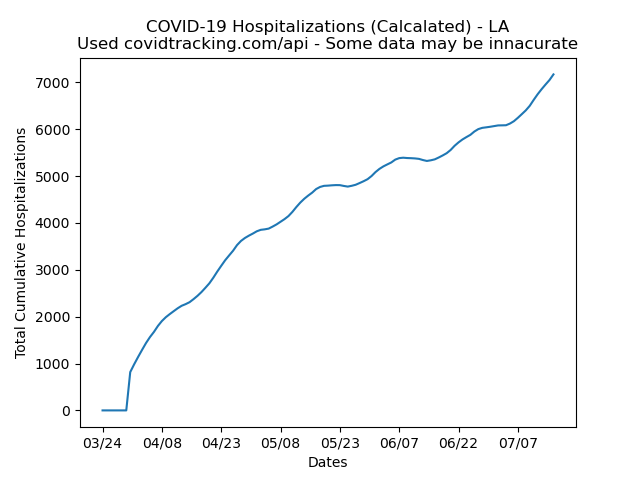 COVID-19 Hospitalizations (Calcalated) - LA
Used covidtracking.com/api - Some data may be innacurate
Total Cumulative Hospitalizations
7000
6000
5000
4000
3000
2000
1000
0
03/24 04/08 04/23 05/08 05/23 06/07 06/22 07/07
Dates